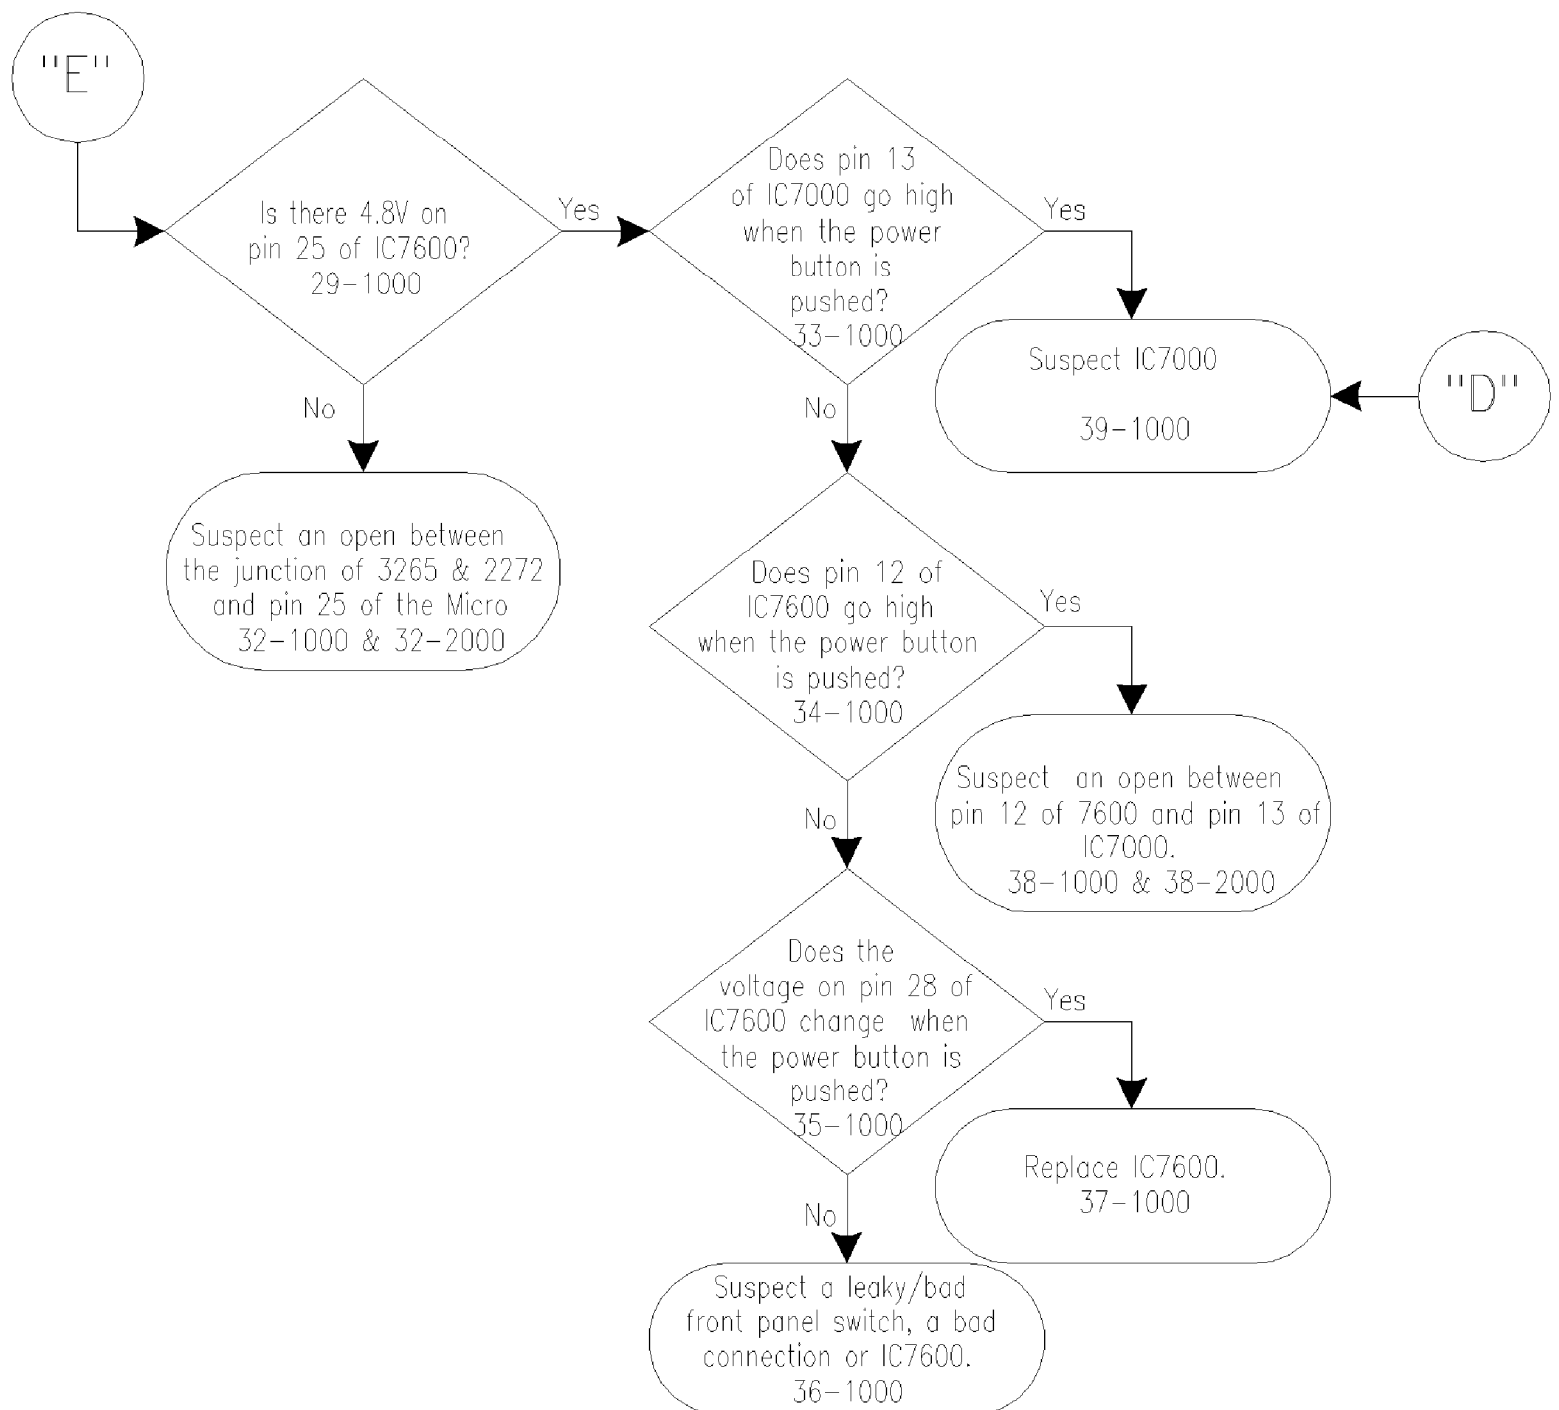 "E"
Is there 4.8V on
pin 25 of IC7600?
29-1000
Yes
No
Does pin 13
of IC7000 go high
when the power
button is
pushed?
33-1000
Yes
No
Suspect IC7000
39-1000
"D"
Suspect an open between
the junction of 3265 & 2272
and pin 25 of the Micro
32-1000 & 32-2000
Does pin 12 of
IC7600 go high
when the power button
is pushed?
34-1000
Yes
No
Suspect an open between
pin 12 of 7600 and pin 13 of
IC7000.
38-1000 & 38-2000
Does the
voltage on pin 28 of
IC7600 change when
the power button is
pushed?
35-1000
Yes
No
Replace IC7600.
37-1000
Suspect a leaky/bad
front panel switch, a bad
connection or IC7600.
36-1000